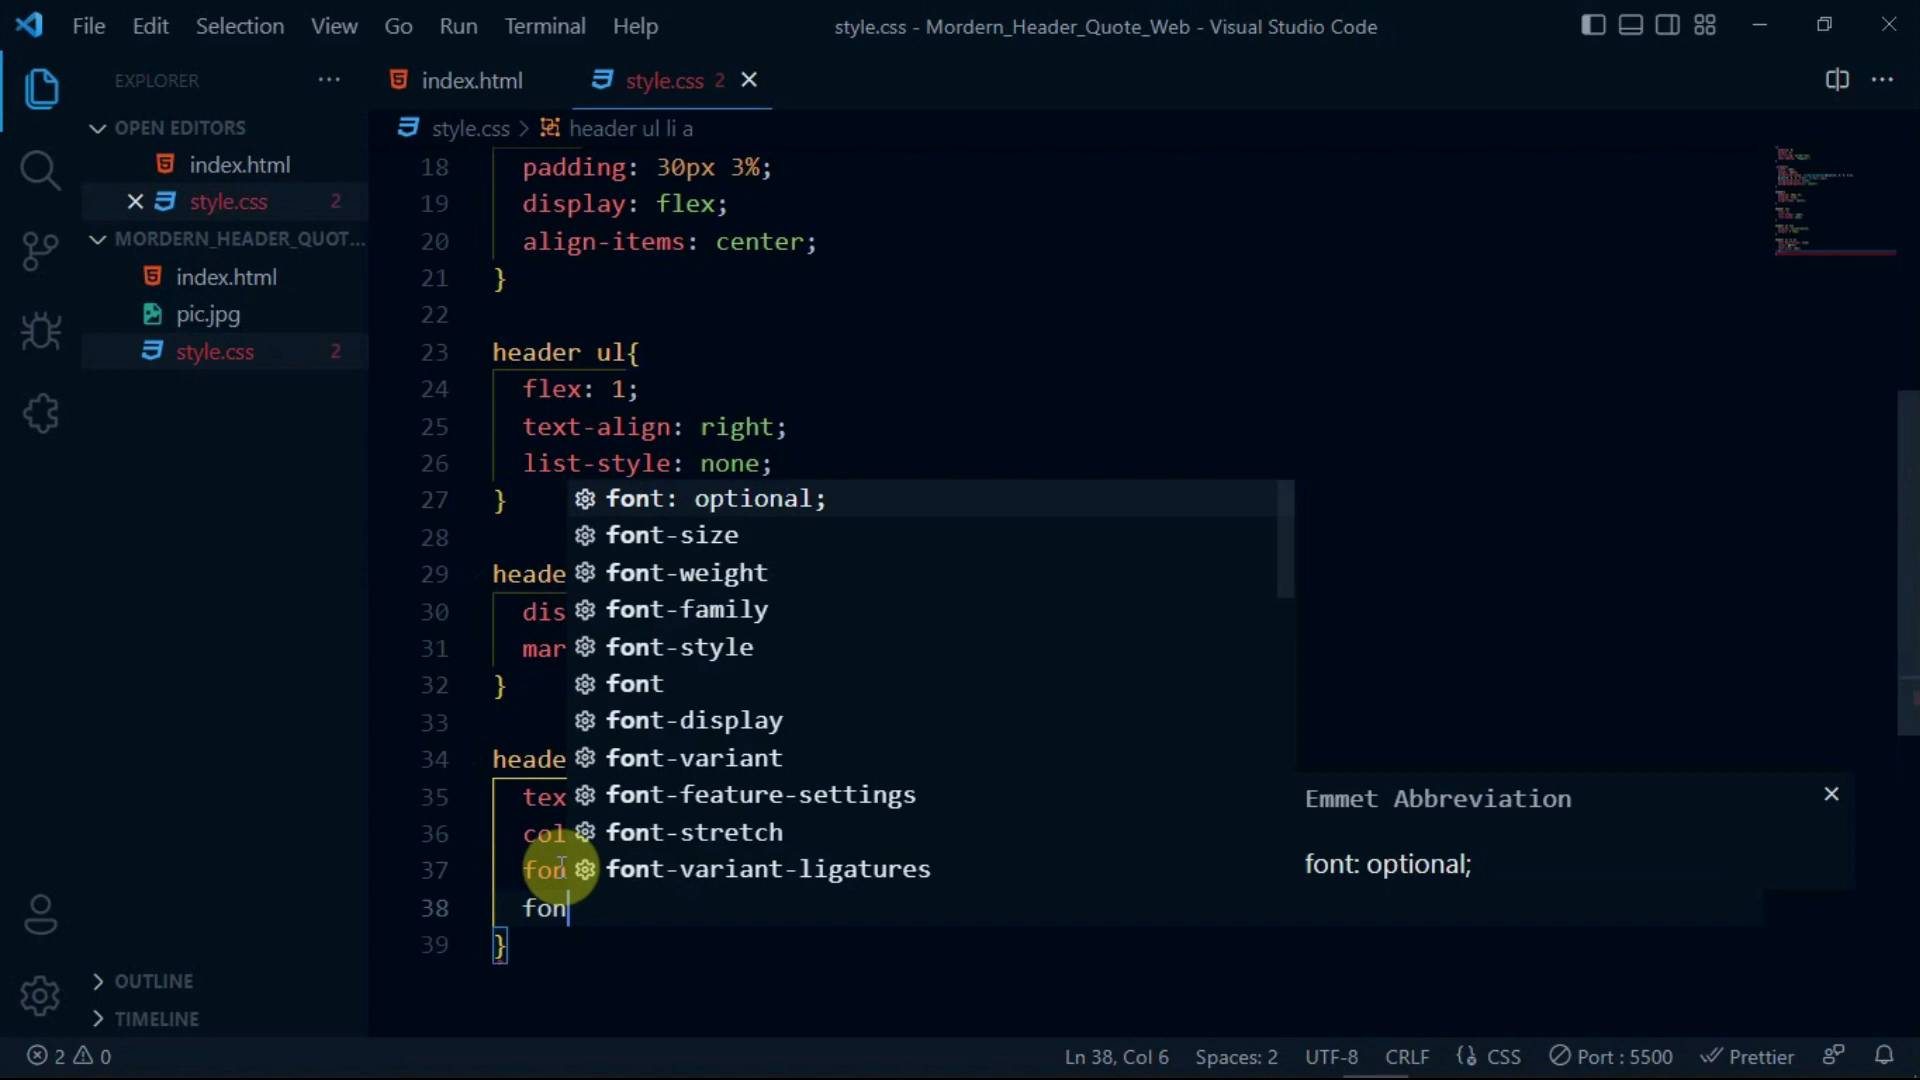 File Edit Selection View Go Run Terminal Help
style.css - Mordern_Header_Quote_Web - Visual Studio Code
EXPLORER
index.html
style.css 2
OPEN EDITORS
index.html
style.css 2
MORDERN_HEADER_QUOT...
index.html
pic.jpg
style.css 2
OUTLINE
TIMELINE
style.css > header ul li a
18 padding: 30px 3%;
19 display: flex;
20 align-items: center;
21 }
22
23 header ul{
24 flex: 1;
25 text-align: right;
26 list-style: none;
27 }
28
29 heade
30 dis
31 mar
32 }
33
34 heade
35 tex
36 col
37 fon
38 fon
39 }
font: optional;
font-size
font-weight
font-family
font-style
font
font-display
font-variant
font-feature-settings
font-stretch
font-variant-ligatures
Emmet Abbreviation
font: optional;
2 0
Ln 38, Col 6 Spaces: 2 UTF-8 CRLF CSS Port : 5500 Prettier